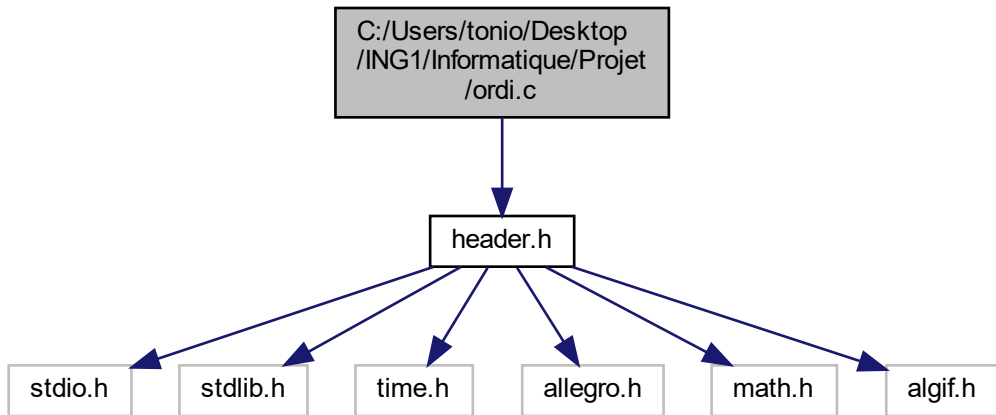 C:/Users/tonio/Desktop
/ING1/Informatique/Projet
/ordi.c
header.h
stdio.h
stdlib.h
time.h
allegro.h
math.h
algif.h